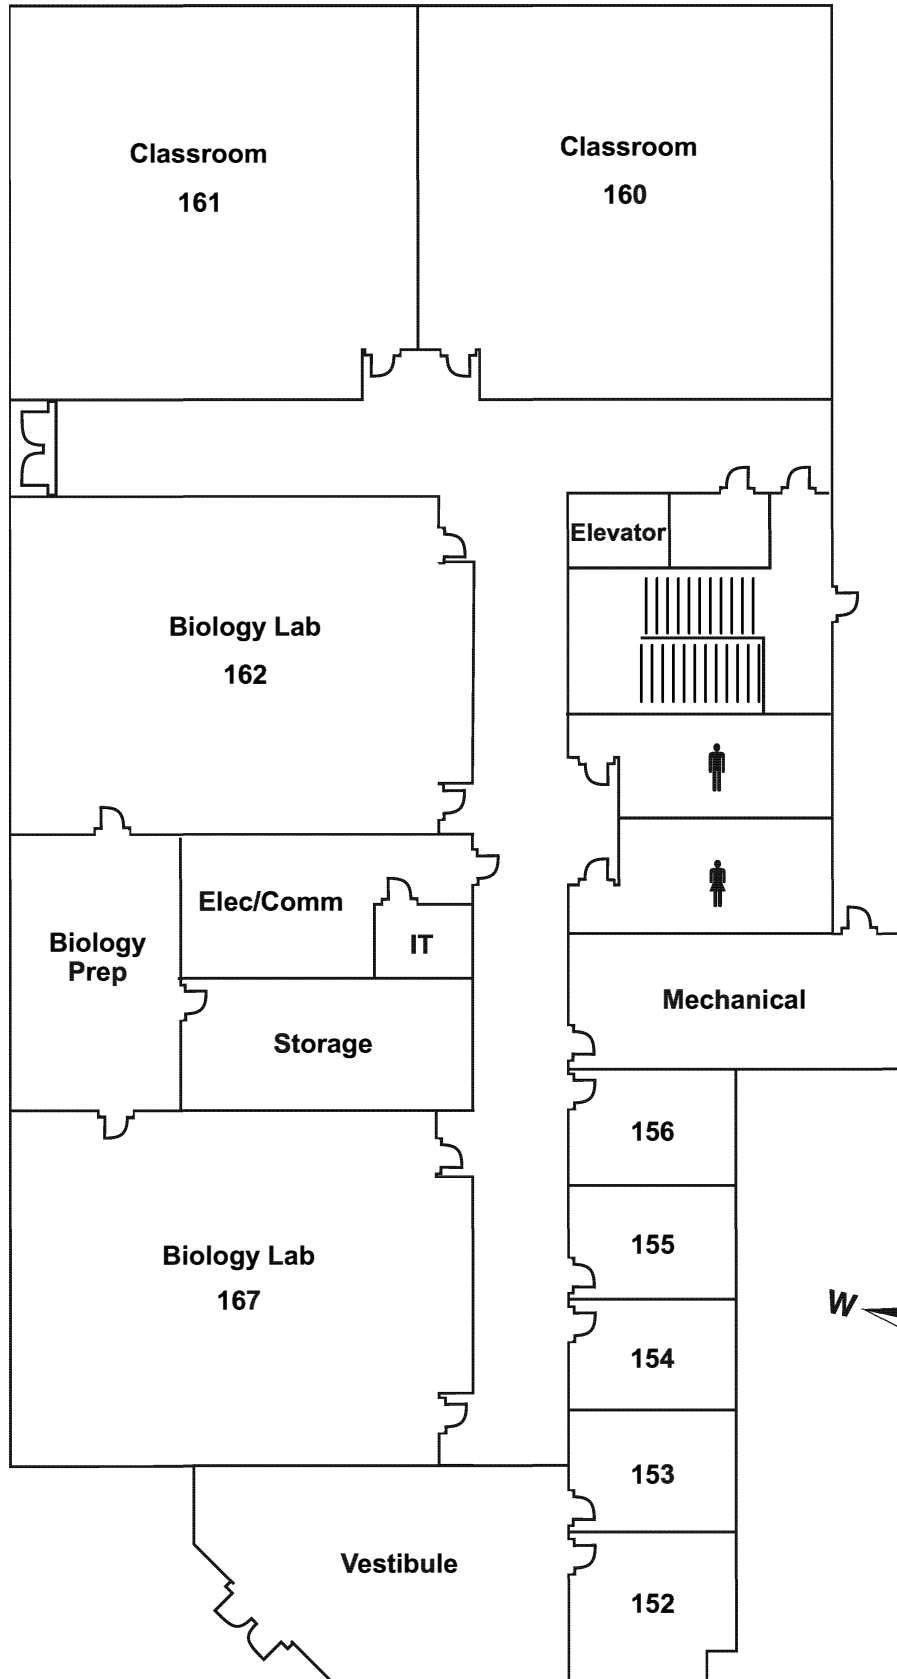 Classroom
161
Classroom
160
Elevator
Biology Lab
162
Elec/Comm
IT
Biology
Prep
Storage
Mechanical
156
155
Biology Lab
167
W
154
153
Vestibule
152